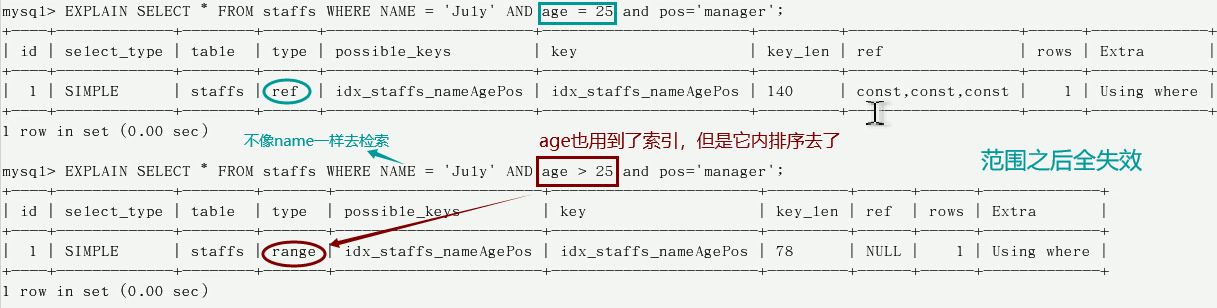 mysql> EXPLAIN SELECT * FROM staffs WHERE NAME = 'July' AND age = 25 and pos='manager';
| id | select_type | table | type | possible_keys | key | key_len | ref | rows | Extra |
| 1 | SIMPLE | staffs | ref | idx_staffs_nameAgePos | idx_staffs_nameAgePos | 140 | const,const,const | 1 | Using where |
1 row in set (0.00 sec)
不像name一样去检索
age也用到了索引，但是它内排序去了
范围之后全失效
mysql> EXPLAIN SELECT * FROM staffs WHERE NAME = 'July' AND age > 25 and pos='manager';
| id | select_type | table | type | possible_keys | key | key_len | ref | rows | Extra |
| 1 | SIMPLE | staffs | range | idx_staffs_nameAgePos | idx_staffs_nameAgePos | 78 | NULL | 1 | Using where |
1 row in set (0.00 sec)